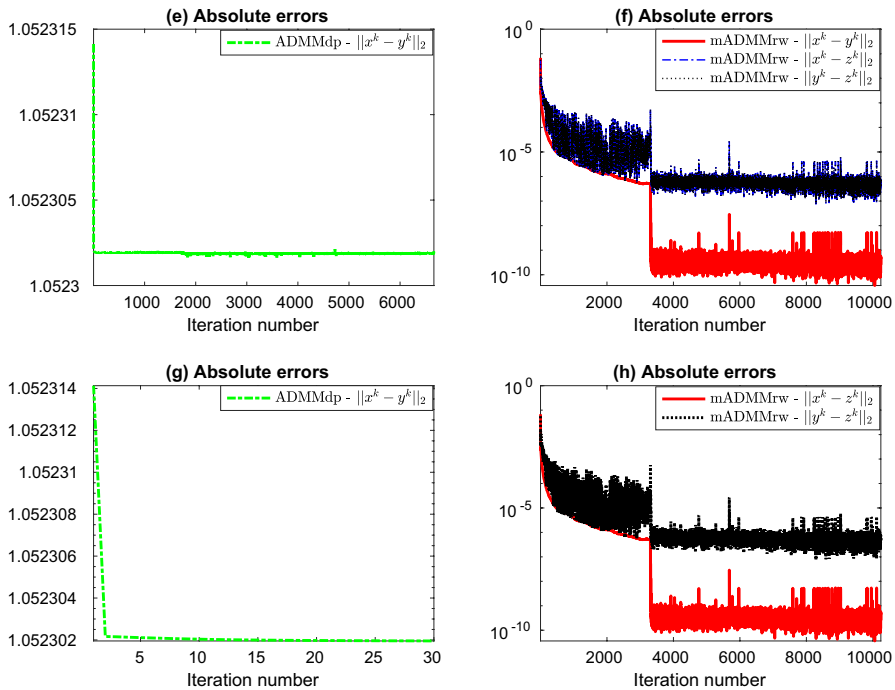 (e) Absolute errors
ADMMdp - $||x^k - y^k||_2$
1.052315
1.05231
1.052305
1.0523
1000 2000 3000 4000 5000 6000
Iteration number
(f) Absolute errors
mADMMrw - $||x^k - y^k||_2$
mADMMrw - $||x^k - z^k||_2$
mADMMrw - $||y^k - z^k||_2$
10^0
10^-5
10^-10
2000 4000 6000 8000 10000
Iteration number
(g) Absolute errors
ADMMdp - $||x^k - y^k||_2$
1.052314
1.052312
1.05231
1.052308
1.052306
1.052304
1.052302
5 10 15 20 25 30
Iteration number
(h) Absolute errors
mADMMrw - $||x^k - z^k||_2$
mADMMrw - $||y^k - z^k||_2$
10^0
10^-5
10^-10
2000 4000 6000 8000 10000
Iteration number